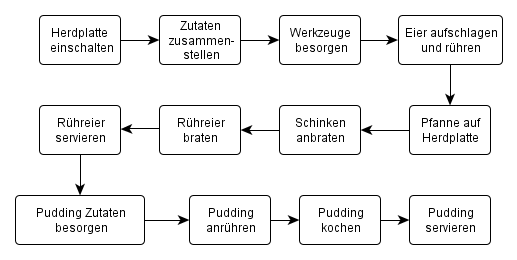 Herdplatte
einschalten
Zutaten
zusammen-
stellen
Werkzeuge
besorgen
Eier aufschlagen
und rühren
Pfanne auf
Herdplatte
Schinken
anbraten
Rühreier
braten
Rühreier
servieren
Pudding Zutaten
besorgen
Pudding
anrühren
Pudding
kochen
Pudding
servieren